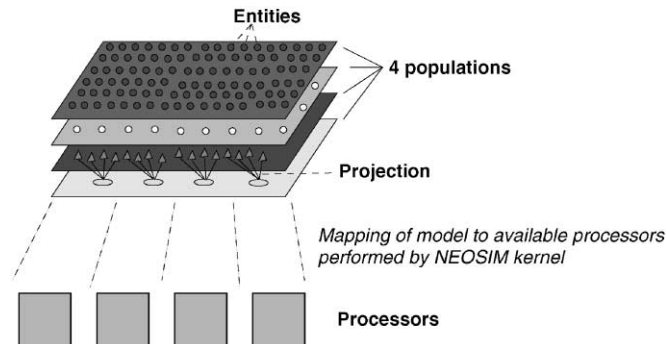 Entities
4 populations
Projection
Mapping of model to available processors
performed by NEOSIM kernel
Processors